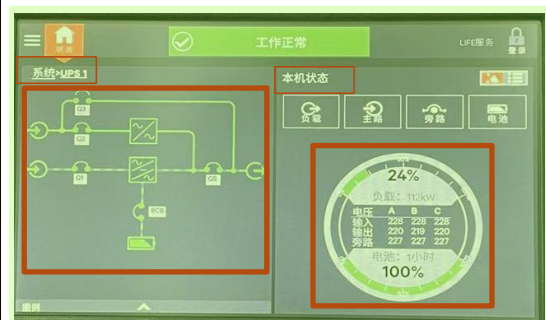 状态
工作正常
LIFE服务
登录
系统>UPS 1
本机状态
Q3
Q2
Q1
Q5
BCB
负载
主路
旁路
电池
24%
负载: 112kW
电压 A B C
输入 228 228 228
输出 220 219 220
旁路 227 227 227
电池: 1小时
100%
图例